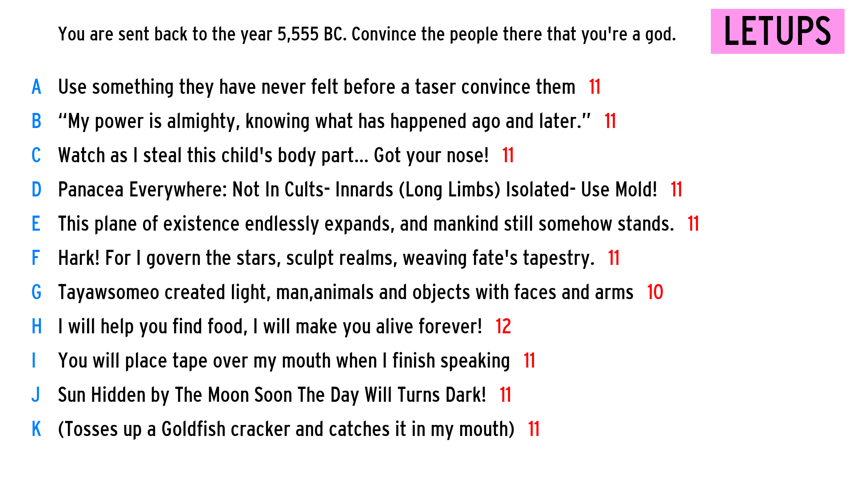 You are sent back to the year 5,555 BC. Convince the people there that you're a god.
LETUPS
A Use something they have never felt before a taser convince them 11
B “My power is almighty, knowing what has happened ago and later.” 11
C Watch as I steal this child's body part... Got your nose! 11
D Panacea Everywhere: Not In Cults- Innards (Long Limbs) Isolated- Use Mold! 11
E This plane of existence endlessly expands, and mankind still somehow stands. 11
F Hark! For I govern the stars, sculpt realms, weaving fate's tapestry. 11
G Tayawsomeo created light, man,animals and objects with faces and arms 10
H I will help you find food, I will make you alive forever! 12
I You will place tape over my mouth when I finish speaking 11
J Sun Hidden by The Moon Soon The Day Will Turns Dark! 11
K (Tosses up a Goldfish cracker and catches it in my mouth) 11